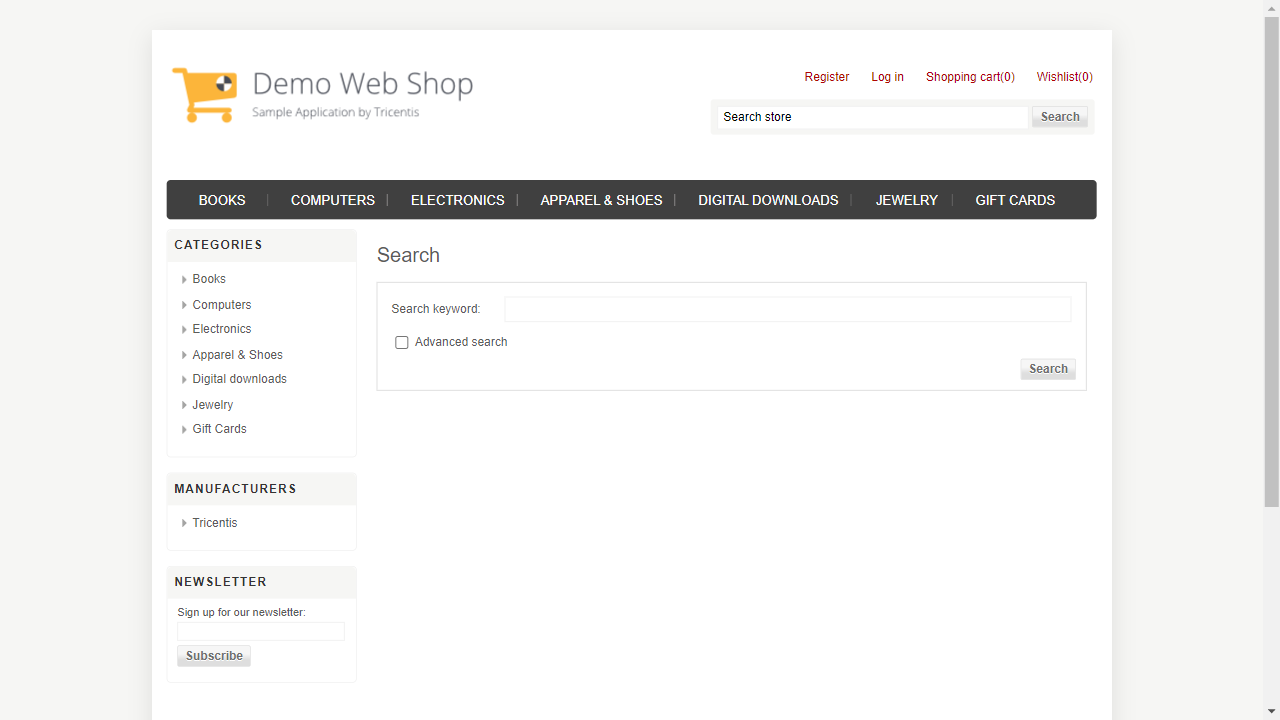 Demo Web Shop
Sample Application by Tricentis
Register Log in Shopping cart(0) Wishlist(0)
Search store Search
BOOKS COMPUTERS ELECTRONICS APPAREL & SHOES DIGITAL DOWNLOADS JEWELRY GIFT CARDS
CATEGORIES
Books
Computers
Electronics
Apparel & Shoes
Digital downloads
Jewelry
Gift Cards
MANUFACTURERS
Tricentis
NEWSLETTER
Sign up for our newsletter:
Subscribe
Search
Search keyword:
Advanced search
Search